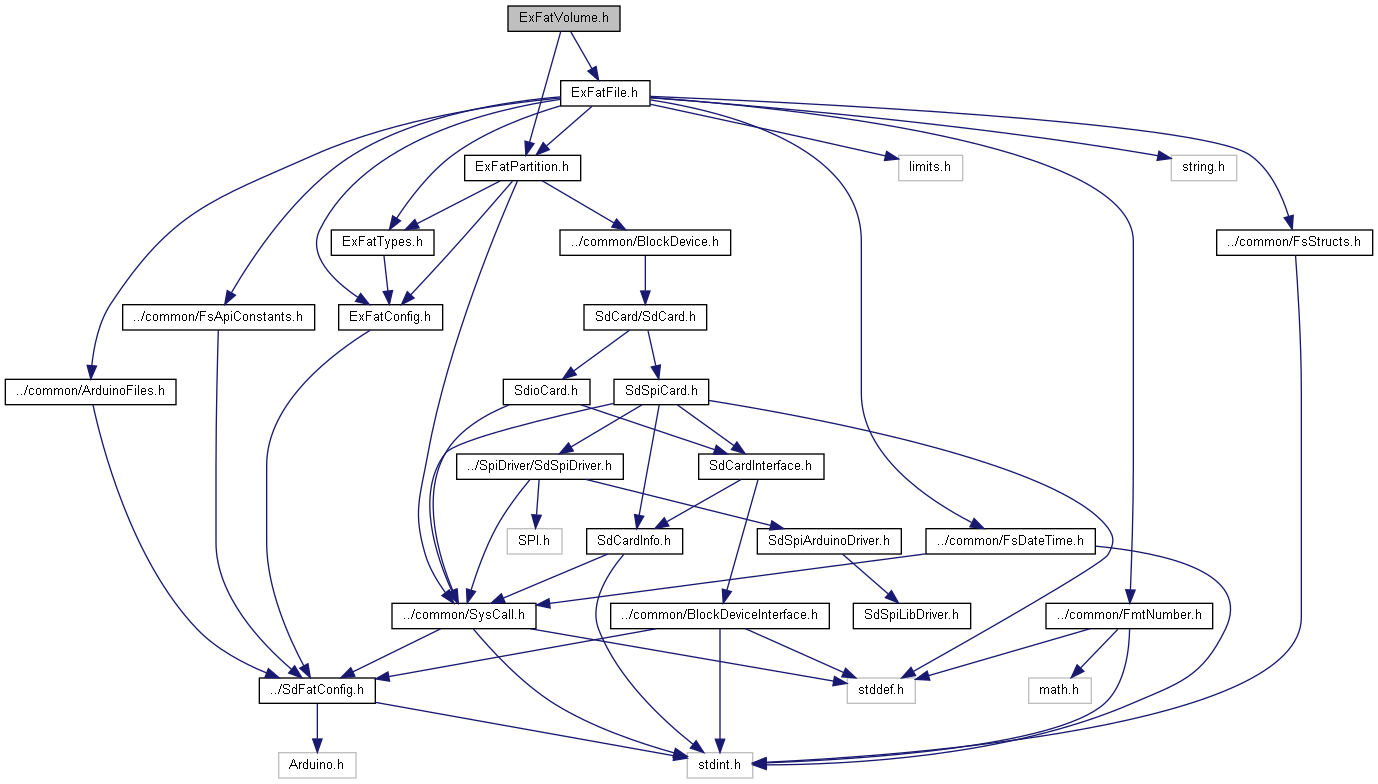 ExFatVolume.h
ExFatFile.h
ExFatPartition.h
limits.h
string.h
ExFatTypes.h
../common/BlockDevice.h
../common/FsStructs.h
../common/FsApiConstants.h
ExFatConfig.h
SdCard/SdCard.h
../common/ArduinoFiles.h
SdioCard.h
SdSpiCard.h
../SpiDriver/SdSpiDriver.h
SdCardInterface.h
SPI.h
SdCardInfo.h
SdSpiArduinoDriver.h
../common/FsDateTime.h
../common/SysCall.h
../common/BlockDeviceInterface.h
SdSpiLibDriver.h
../common/FmtNumber.h
../SdFatConfig.h
stddef.h
math.h
Arduino.h
stdint.h